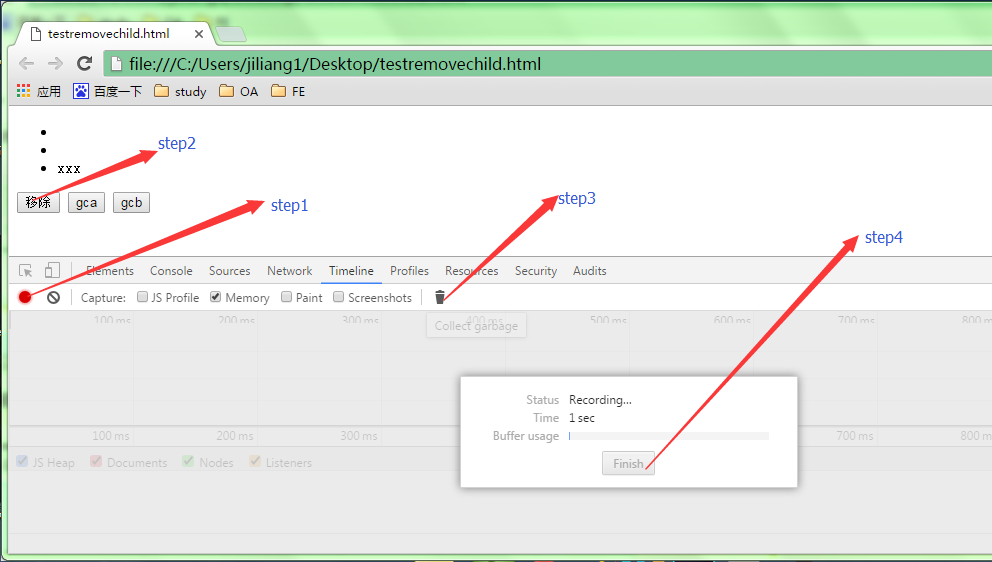 testremovechild.html
file:///C:/Users/jiliang1/Desktop/testremovechild.html
应用 百度一下 study OA FE
step2
xxx
移除 gca gcb
step1 step3
step4
Elements Console Sources Network Timeline Profiles Resources Security Audits
Capture: JS Profile Memory Paint Screenshots
100 ms 200 ms 300 ms 400 ms 500 ms 600 ms 700 ms 800 ms
Collect garbage
Status Recording...
Time 1 sec
Buffer usage
100 ms 200 ms 300 ms 700 ms 800 ms
JS Heap Documents Nodes Listeners
Finish